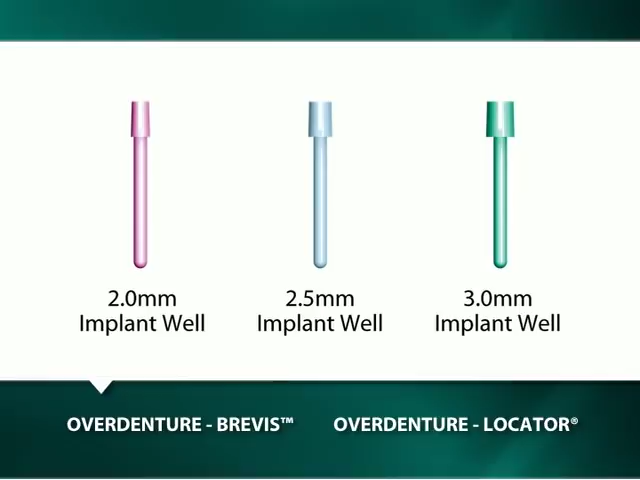 2.0mm
Implant Well
2.5mm
Implant Well
3.0mm
Implant Well
OVERDENTURE - BREVIS™
OVERDENTURE - LOCATOR®